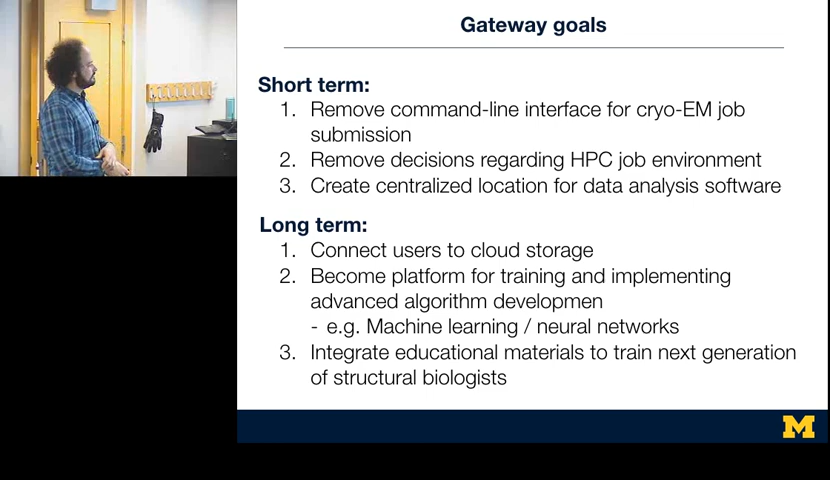 Gateway goals
Short term:
1. Remove command-line interface for cryo-EM job
submission
2. Remove decisions regarding HPC job environment
3. Create centralized location for data analysis software
Long term:
1. Connect users to cloud storage
2. Become platform for training and implementing
advanced algorithm developmen
- e.g. Machine learning / neural networks
3. Integrate educational materials to train next generation
of structural biologists
M